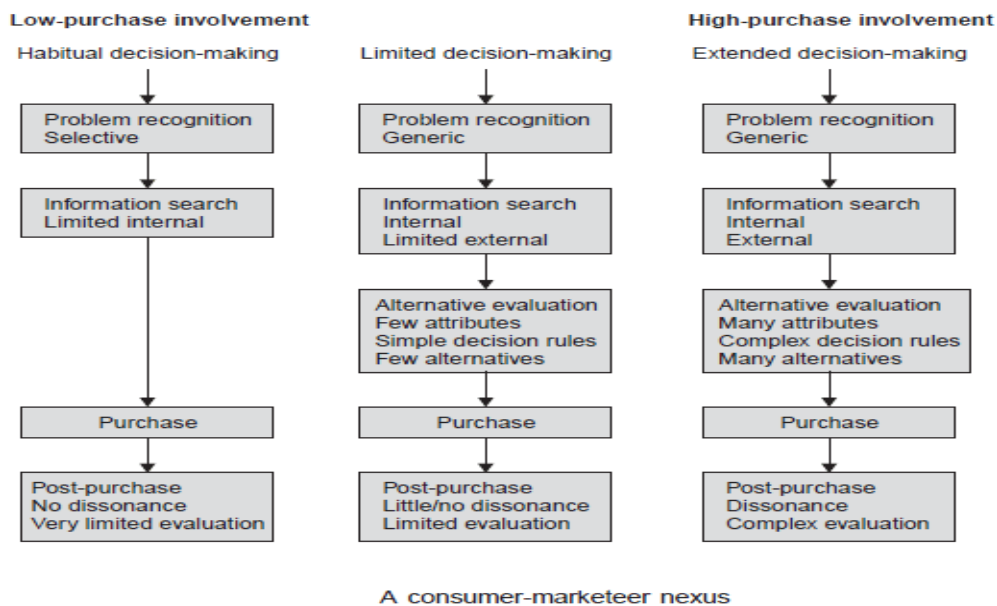 Low-purchase involvement
High-purchase involvement
Habitual decision-making
Limited decision-making
Extended decision-making
Problem recognition
Selective
Problem recognition
Generic
Problem recognition
Generic
Information search
Limited internal
Information search
Internal
Limited external
Information search
Internal
External
Alternative evaluation
Few attributes
Simple decision rules
Few alternatives
Alternative evaluation
Many attributes
Complex decision rules
Many alternatives
Purchase
Purchase
Purchase
Post-purchase
No dissonance
Very limited evaluation
Post-purchase
Little/no dissonance
Limited evaluation
Post-purchase
Dissonance
Complex evaluation
A consumer-marketeer nexus